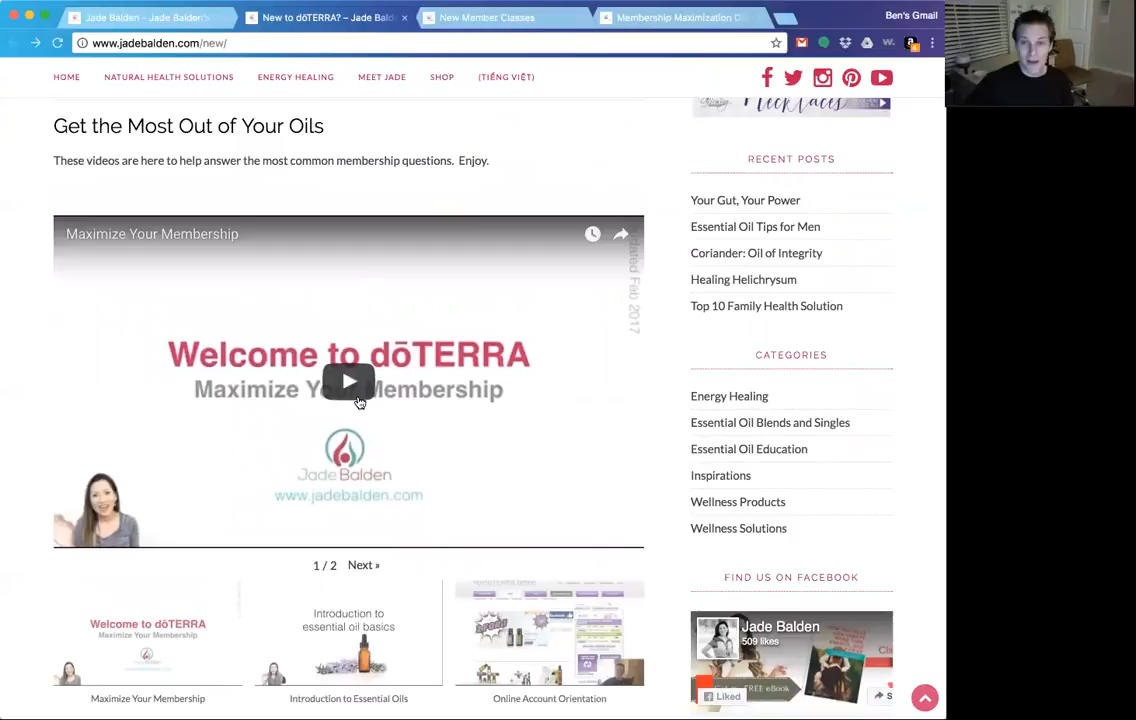 Jade Balden – Jade Balden's
New to dōTERRA? – Jade Bald
New Member Classes
Membership Maximization C
Ben's Gmail
www.jadebalden.com/new/
HOME
NATURAL HEALTH SOLUTIONS
ENERGY HEALING
MEET JADE
SHOP
(TIẾNG VIỆT)
Get the Most Out of Your Oils
These videos are here to help answer the most common membership questions. Enjoy.
Maximize Your Membership
Updated Feb 2017
Welcome to dōTERRA
Maximize Your Membership
Jade Balden
www.jadebalden.com
1 / 2 Next »
Welcome to dōTERRA
Maximize Your Membership
Maximize Your Membership
Introduction to
essential oil basics
Introduction to Essential Oils
Online Account Orientation
NECKLACES
RECENT POSTS
Your Gut, Your Power
Essential Oil Tips for Men
Coriander: Oil of Integrity
Healing Helichrysum
Top 10 Family Health Solution
CATEGORIES
Energy Healing
Essential Oil Blends and Singles
Essential Oil Education
Inspirations
Wellness Products
Wellness Solutions
FIND US ON FACEBOOK
Jade Balden
509 likes
FREE eBook
Liked
S